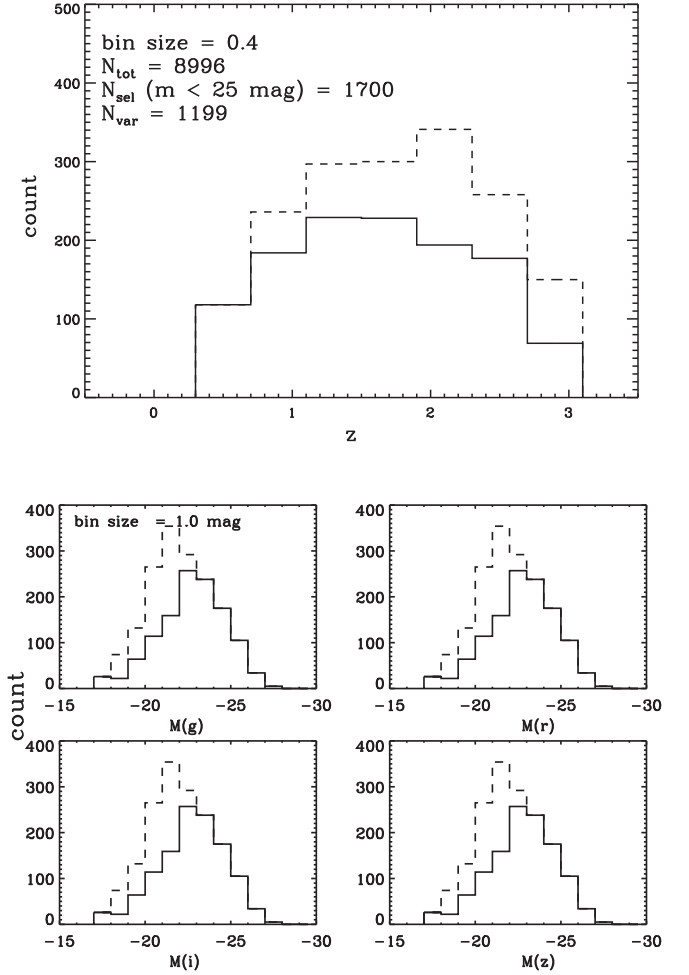 500
400
300
200
100
0
count
bin size = 0.4
N_tot = 8996
N_sel (m < 25 mag) = 1700
N_var = 1199
0 1 2 3
z
400
300
200
100
0
bin size = 1.0 mag
-15 -20 -25 -30
M(g)
400
300
200
100
0
-15 -20 -25 -30
M(r)
count
400
300
200
100
0
-15 -20 -25 -30
M(i)
400
300
200
100
0
-15 -20 -25 -30
M(z)